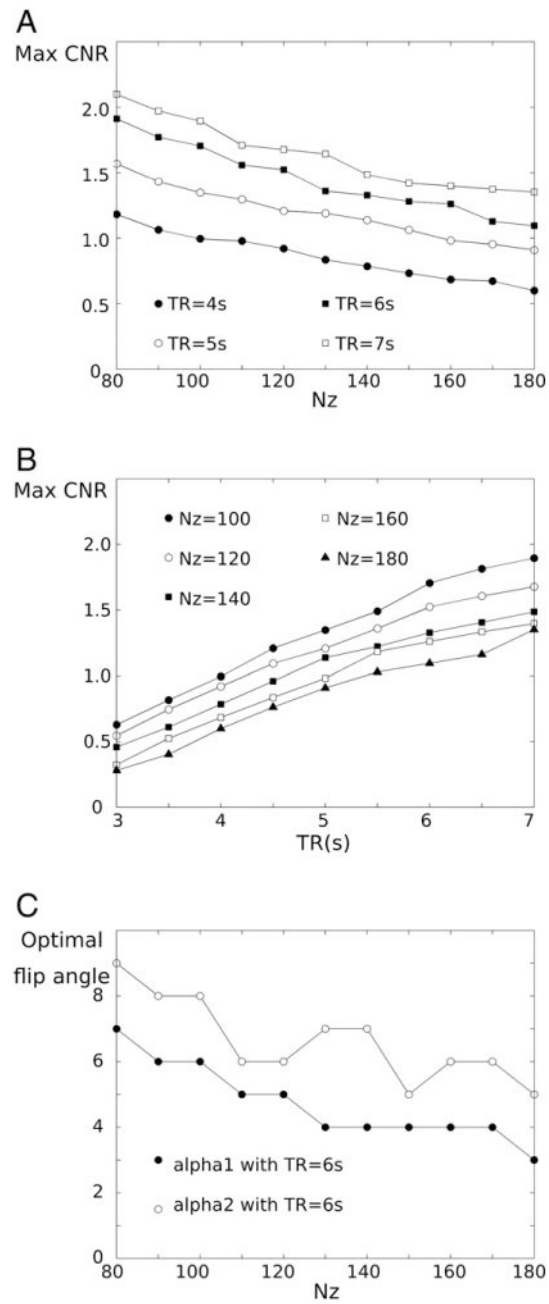 A
Max CNR
2.0
1.5
1.0
0.5
0
TR=4s TR=6s
TR=5s TR=7s
80 100 120 140 160 180
Nz
B
Max CNR
2.0
1.5
1.0
0.5
0
Nz=100 Nz=160
Nz=120 Nz=180
Nz=140
3 4 5 6 7
TR(s)
C
Optimal
flip angle
8
6
4
2
0
alpha1 with TR=6s
alpha2 with TR=6s
80 100 120 140 160 180
Nz